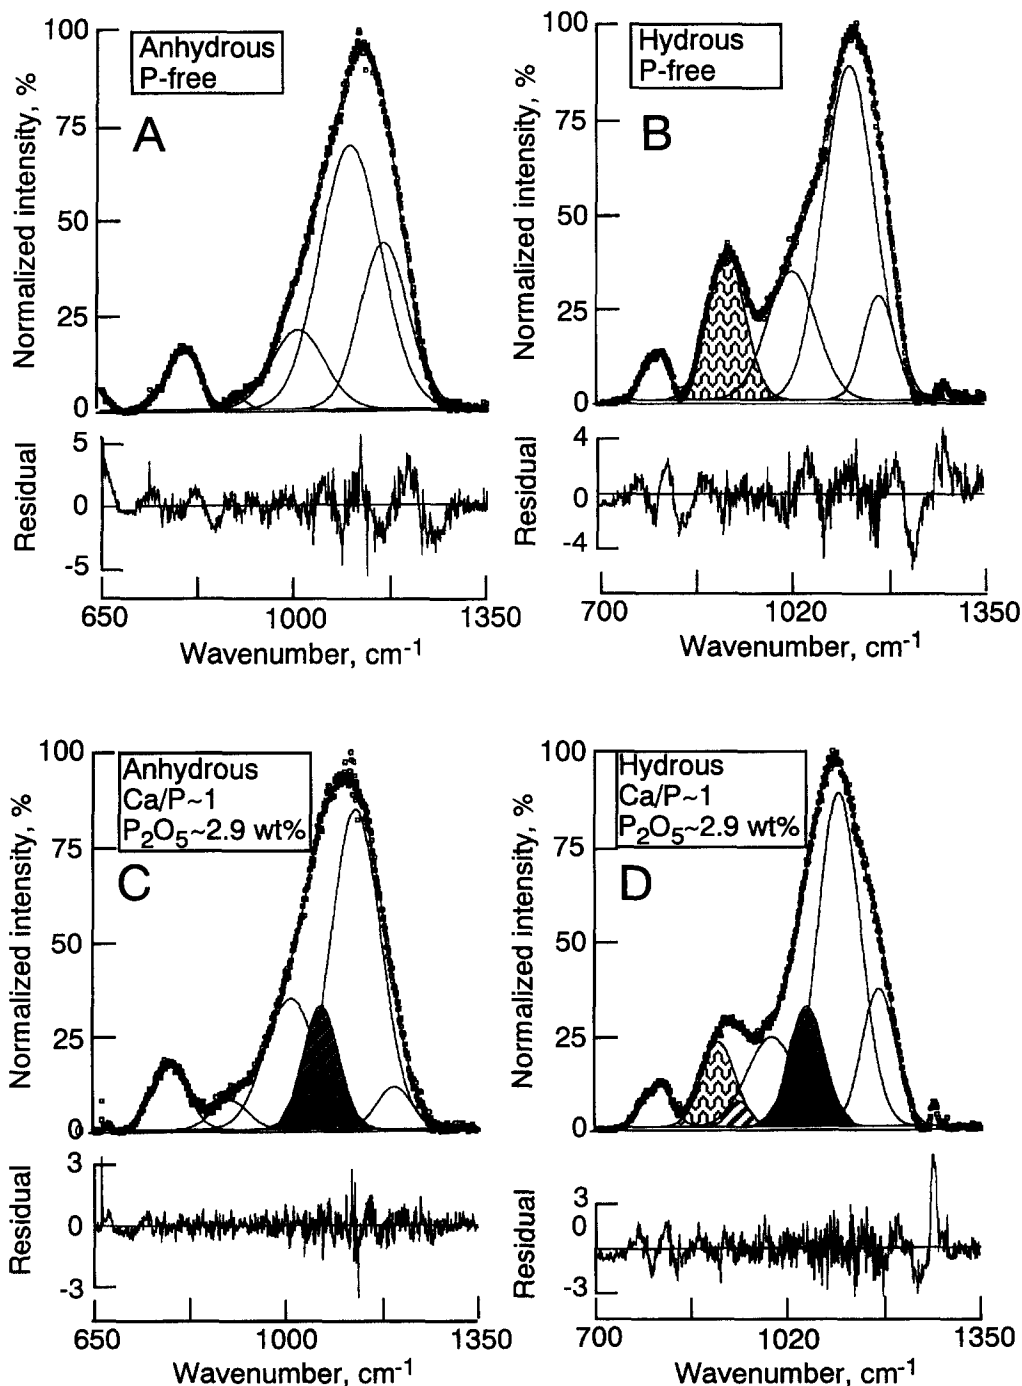 Anhydrous
P-free
A
Normalized intensity, %
100
75
50
25
0
Residual
5
0
-5
650
1000
1350
Wavenumber, cm-1
Hydrous
P-free
B
Normalized intensity, %
100
75
50
25
0
Residual
4
0
-4
700
1020
1350
Wavenumber, cm-1
Anhydrous
Ca/P~1
P2O5~2.9 wt%
C
Normalized intensity, %
100
75
50
25
0
Residual
3
0
-3
650
1000
1350
Wavenumber, cm-1
Hydrous
Ca/P~1
P2O5~2.9 wt%
D
Normalized intensity, %
100
75
50
25
0
Residual
3
0
-3
700
1020
1350
Wavenumber, cm-1